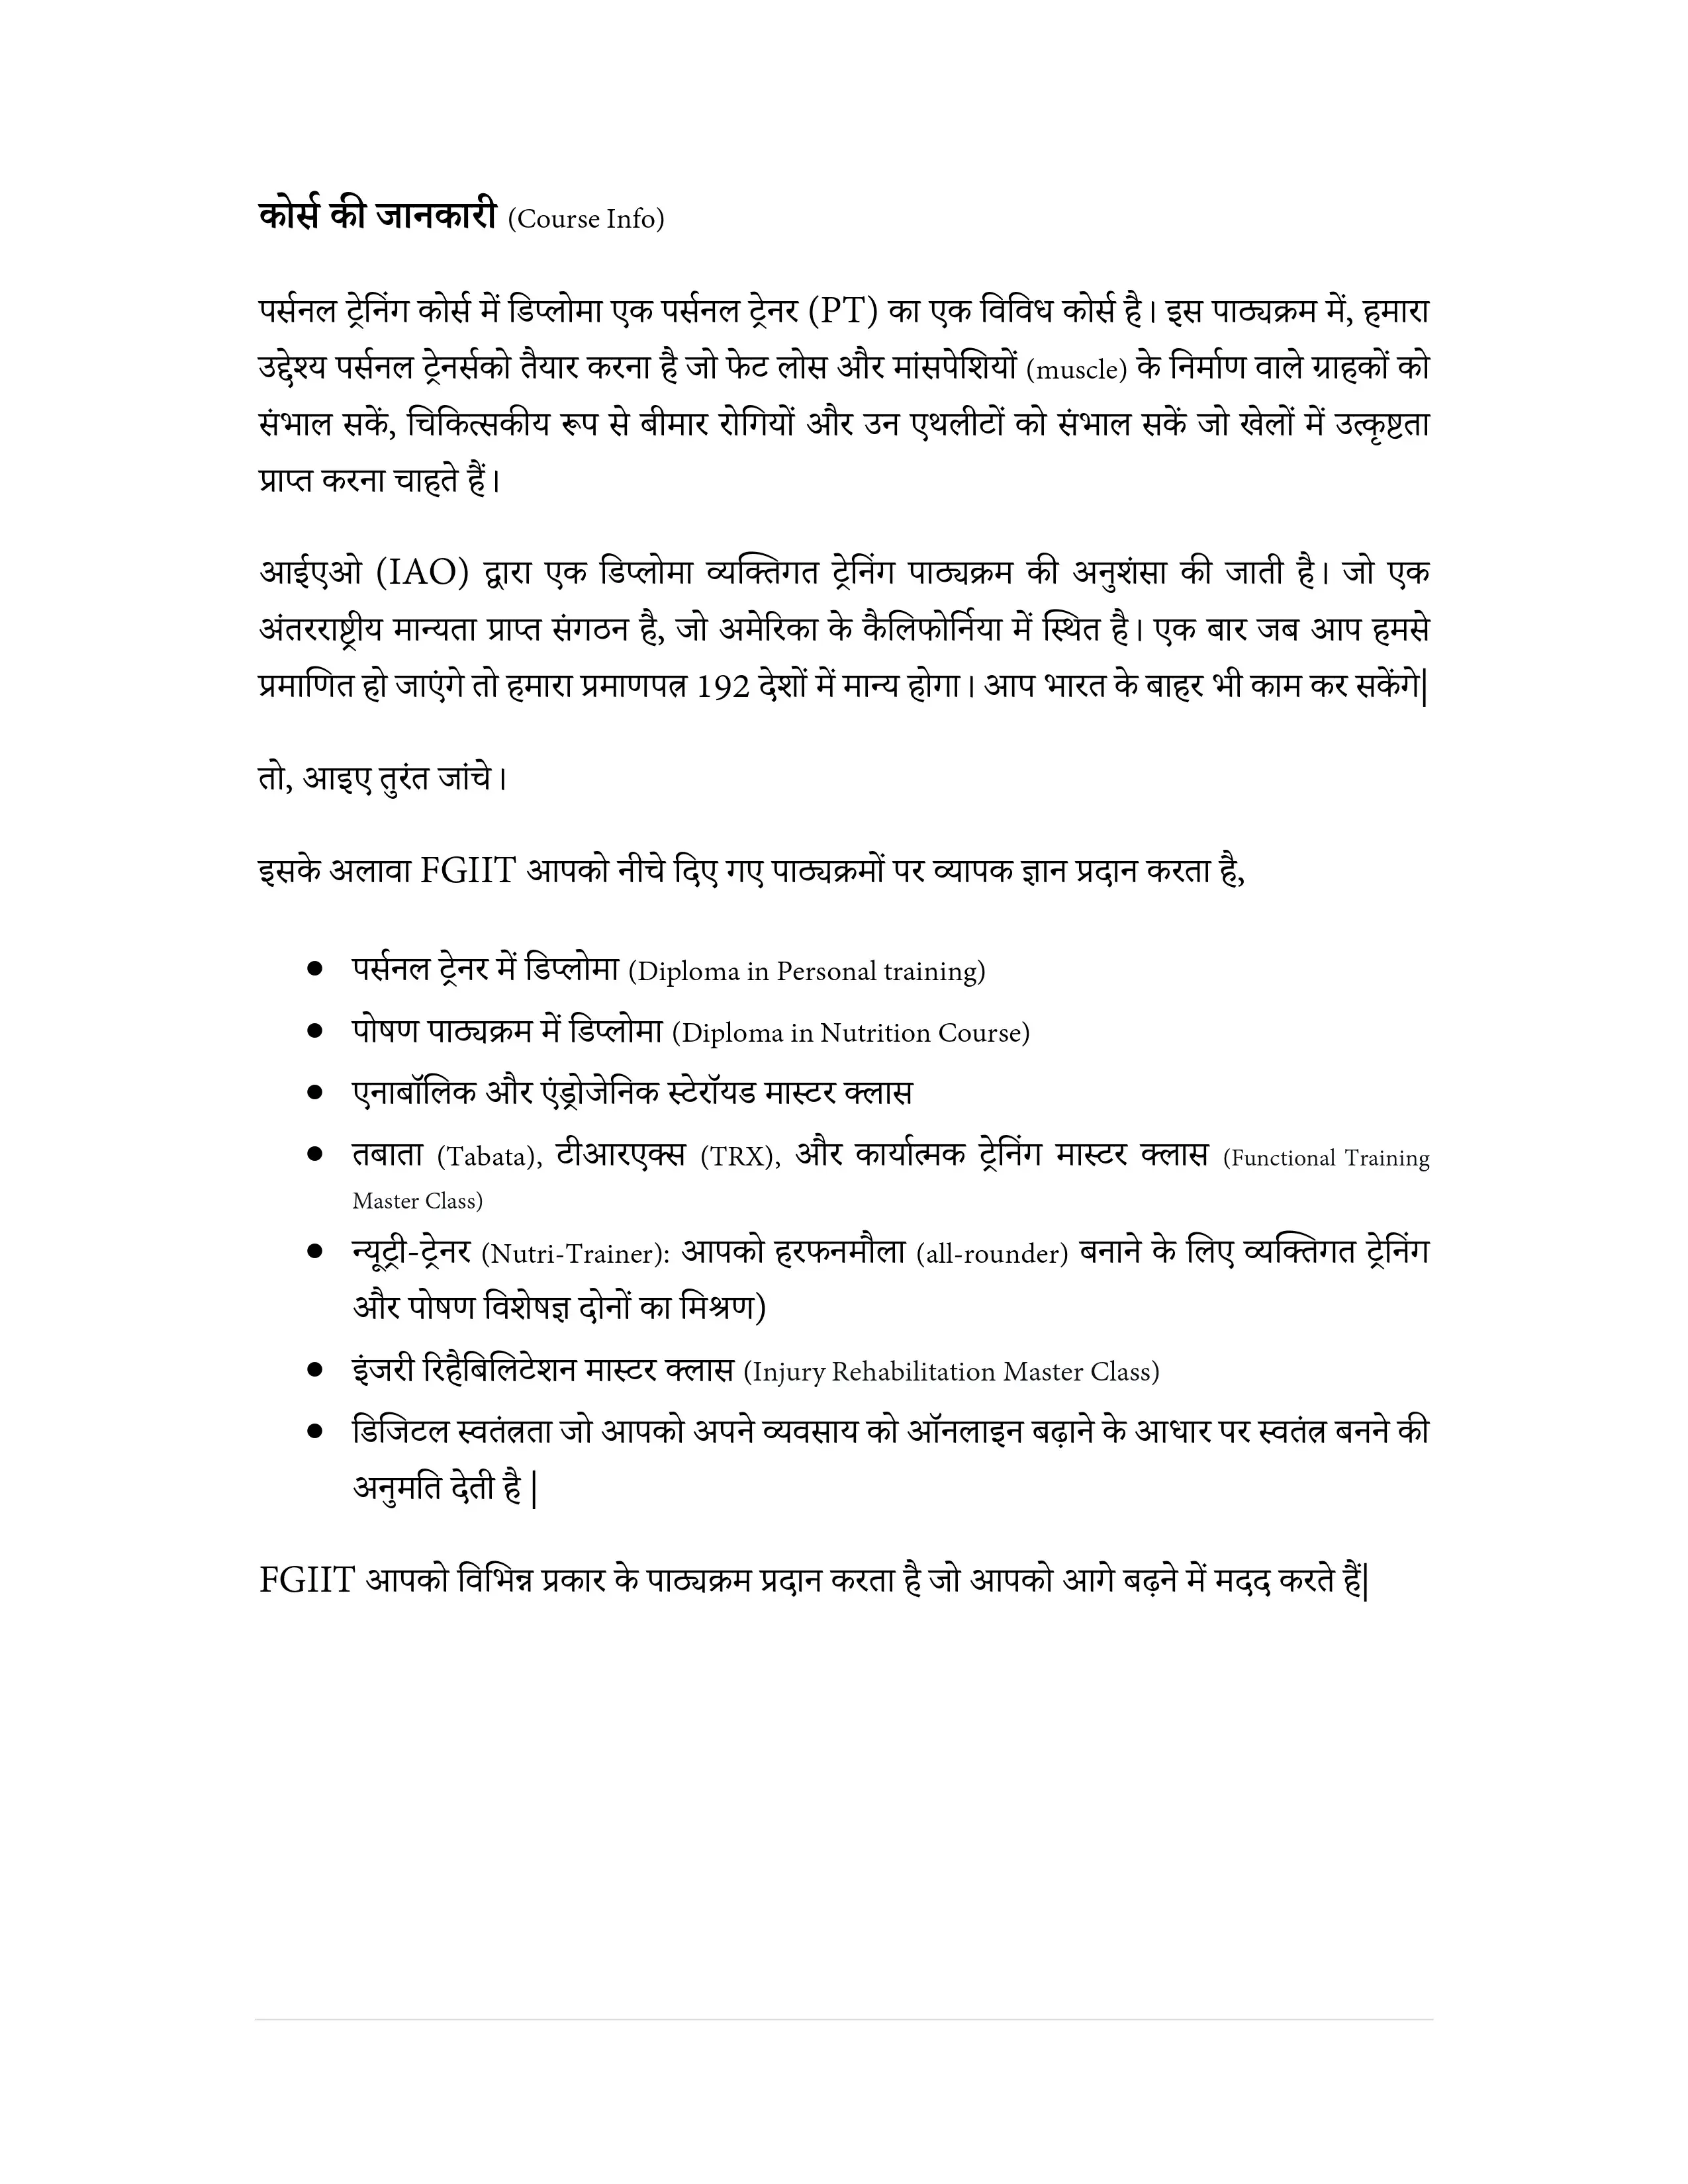 कोर्स की जानकारी (Course Info)
पर्सनल ट्रेनिंग कोर्स में डिप्लोमा एक पर्सनल ट्रेनर (PT) का एक विविध कोर्स है। इस पाठ्यक्रम में, हमारा
उद्देश्य पर्सनल ट्रेनर्सको तैयार करना है जो फेट लोस और मांसपेशियों (muscle) के निर्माण वाले ग्राहकों को
संभाल सकें, चिकित्सकीय रूप से बीमार रोगियों और उन एथलीटों को संभाल सकें जो खेलों में उत्कृष्टता
प्राप्त करना चाहते हैं।
आईएओ (IAO) द्वारा एक डिप्लोमा व्यक्तिगत ट्रेनिंग पाठ्यक्रम की अनुशंसा की जाती है। जो एक
अंतरराष्ट्रीय मान्यता प्राप्त संगठन है, जो अमेरिका के कैलिफोर्निया में स्थित है। एक बार जब आप हमसे
प्रमाणित हो जाएंगे तो हमारा प्रमाणपत्र 192 देशों में मान्य होगा। आप भारत के बाहर भी काम कर सकेंगे|
तो, आइए तुरंत जांचे।
इसके अलावा FGIIT आपको नीचे दिए गए पाठ्यक्रमों पर व्यापक ज्ञान प्रदान करता है,
● पर्सनल ट्रेनर में डिप्लोमा (Diploma in Personal training)
● पोषण पाठ्यक्रम में डिप्लोमा (Diploma in Nutrition Course)
● एनाबॉलिक और एंड्रोजेनिक स्टेरॉयड मास्टर क्लास
● तबाता (Tabata), टीआरएक्स (TRX), और कार्यात्मक ट्रेनिंग मास्टर क्लास (Functional Training
Master Class)
● न्यूट्री-ट्रेनर (Nutri-Trainer): आपको हरफनमौला (all-rounder) बनाने के लिए व्यक्तिगत ट्रेनिंग
और पोषण विशेषज्ञ दोनों का मिश्रण)
● इंजरी रिहैबिलिटेशन मास्टर क्लास (Injury Rehabilitation Master Class)
● डिजिटल स्वतंत्रता जो आपको अपने व्यवसाय को ऑनलाइन बढ़ाने के आधार पर स्वतंत्र बनने की
अनुमति देती है |
FGIIT आपको विभिन्न प्रकार के पाठ्यक्रम प्रदान करता है जो आपको आगे बढ़ने में मदद करते हैं|